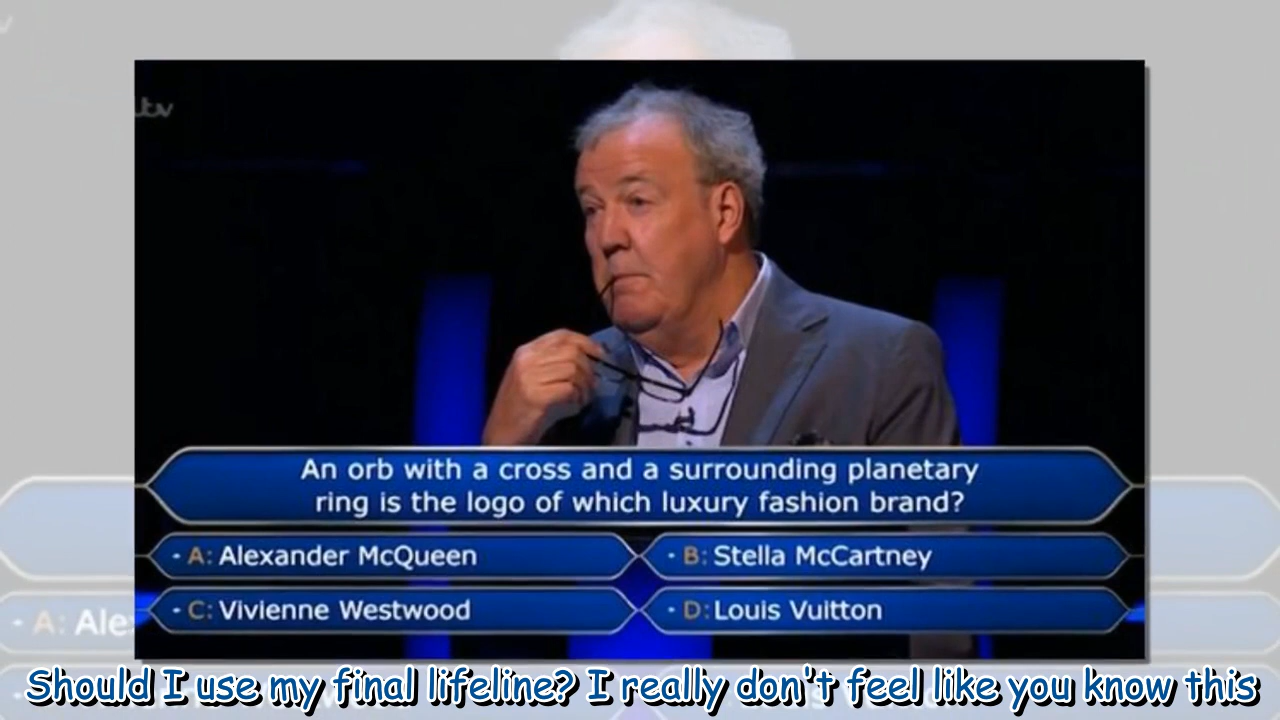 itv
An orb with a cross and a surrounding planetary
ring is the logo of which luxury fashion brand?
· A: Alexander McQueen
· B: Stella McCartney
· C: Vivienne Westwood
· D: Louis Vuitton
· A: Ale
Should I use my final lifeline? I really don't feel like you know this